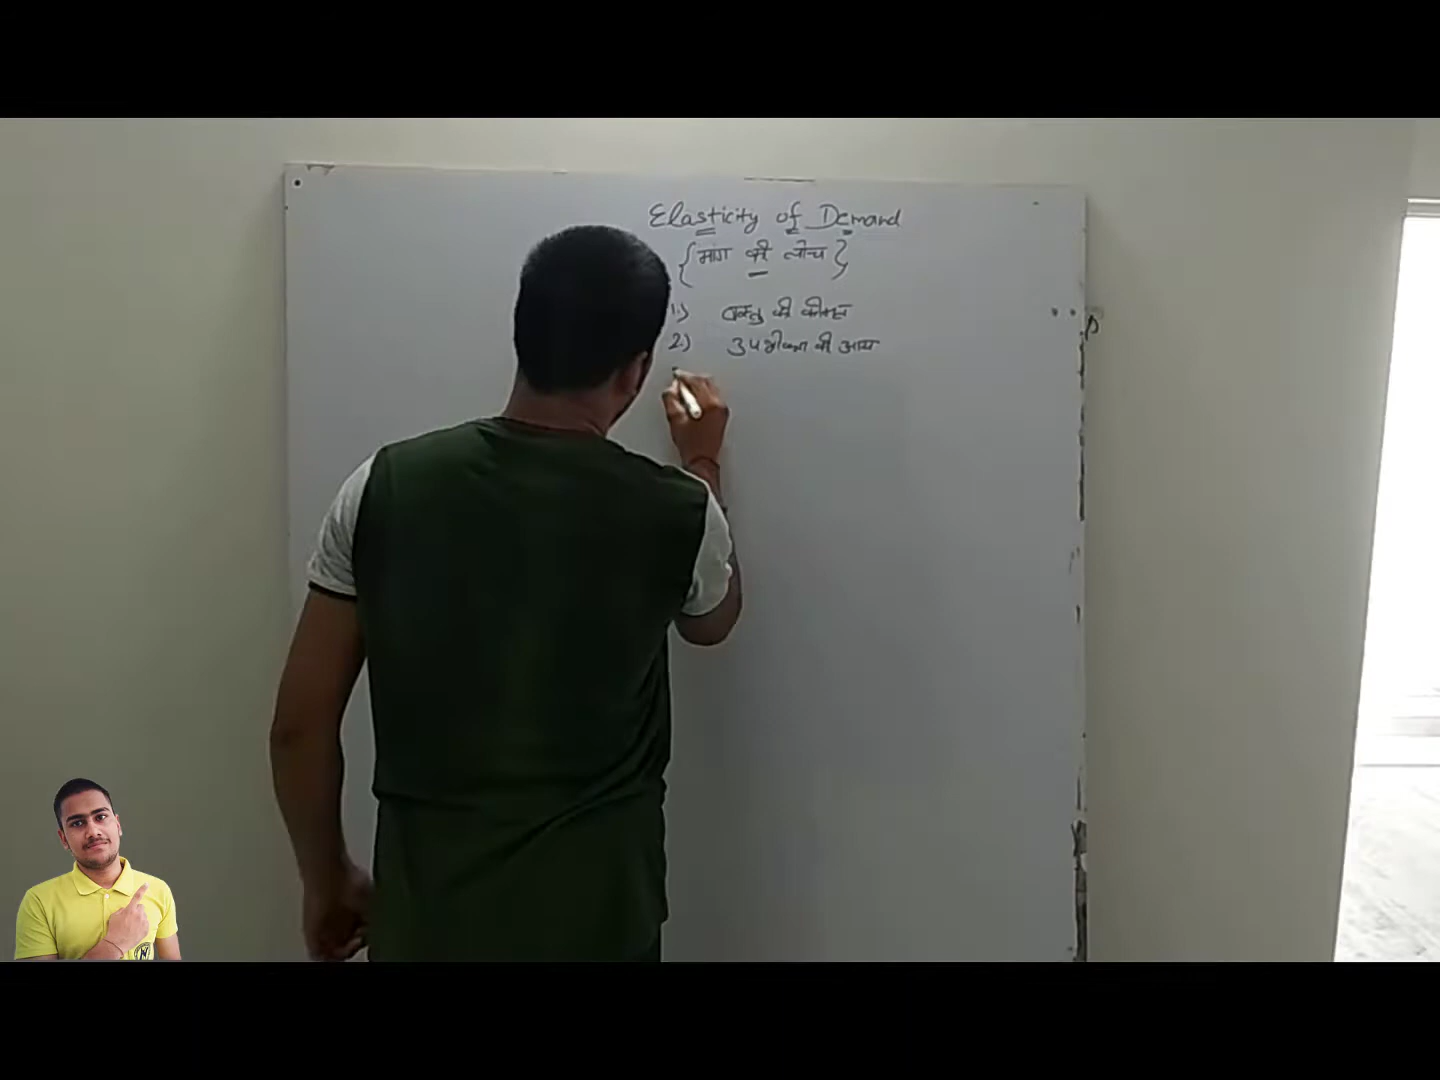 Elasticity of Demand
{मांग की लोच}
1.) वस्तु की कीमत
2.) उपभोक्ता की आय